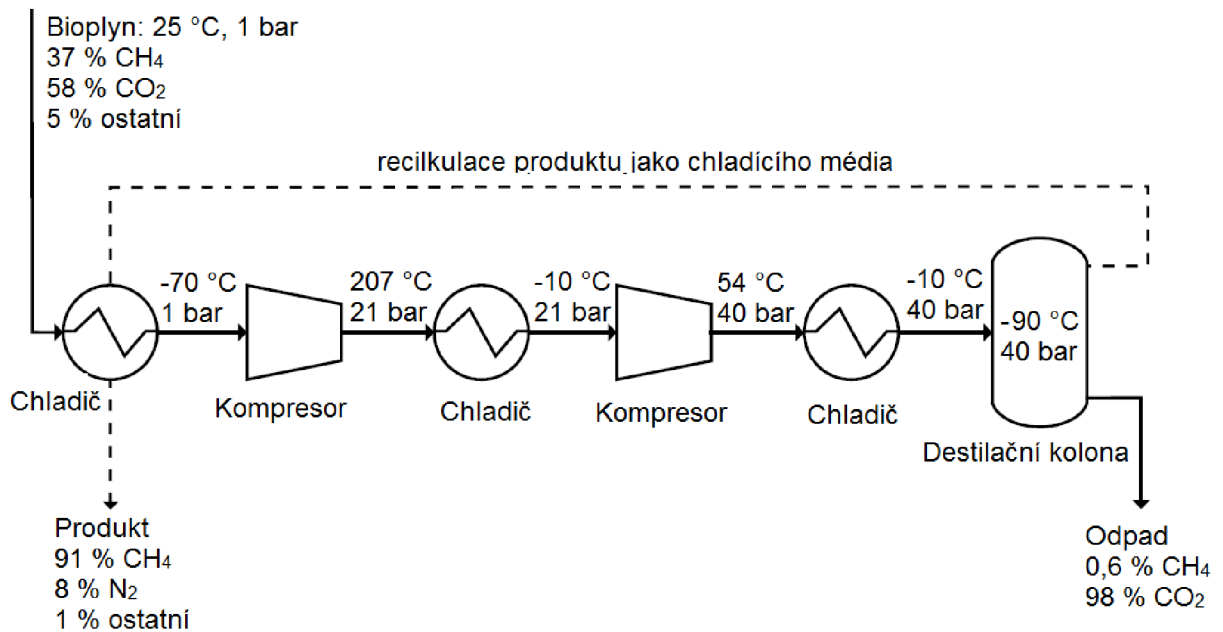 Bioplyn: 25 °C, 1 bar
37 % CH₄
58 % CO₂
5 % ostatní
recilkulace produktu jako chladícího média
-70 °C
1 bar
207 °C
21 bar
-10 °C
21 bar
54 °C
40 bar
-10 °C
40 bar
-90 °C
40 bar
Chladič
Kompresor
Chladič
Kompresor
Chladič
Destilační kolona
Produkt
91 % CH₄
8 % N₂
1 % ostatní
Odpad
0,6 % CH₄
98 % CO₂